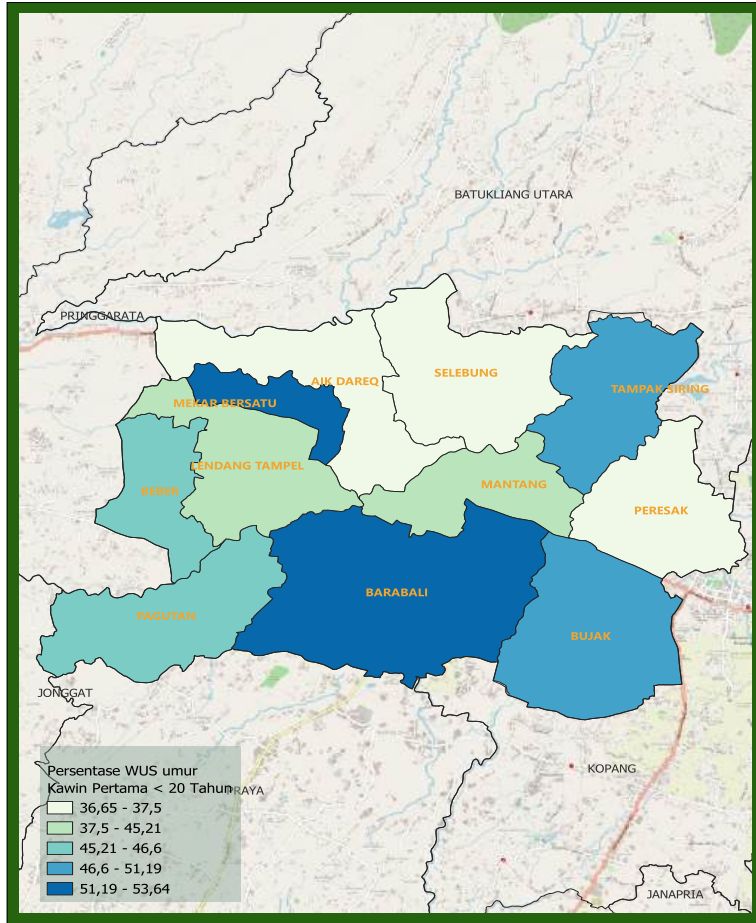 BATUKLIANG UTARA
PRINGGARATA
SELEBUNG
AIK DAREQ
TAMPAK SIRING
MEKAR BERSATU
LENDANG TAMPEL
MANTANG
BEBER
PERESAK
BARABALI
PAGUTAN
BUJAK
JONGGAT
KOPANG
PRAYA
JANAPRIA
Persentase WUS umur
Kawin Pertama < 20 Tahun
36,65 - 37,5
37,5 - 45,21
45,21 - 46,6
46,6 - 51,19
51,19 - 53,64